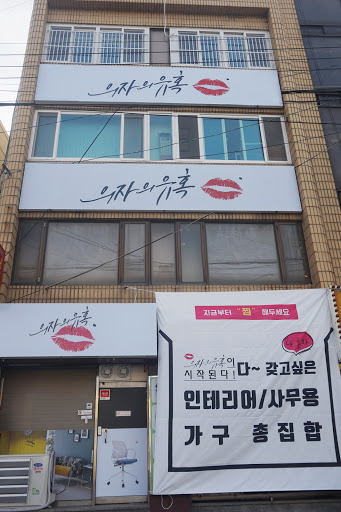 의자의유혹
의자의유혹
의자의유혹
지금부터 "찜" 해두세요
의자의유혹이
시작된다! 다~ 갖고싶은
인테리어/사무용
가구 총집합